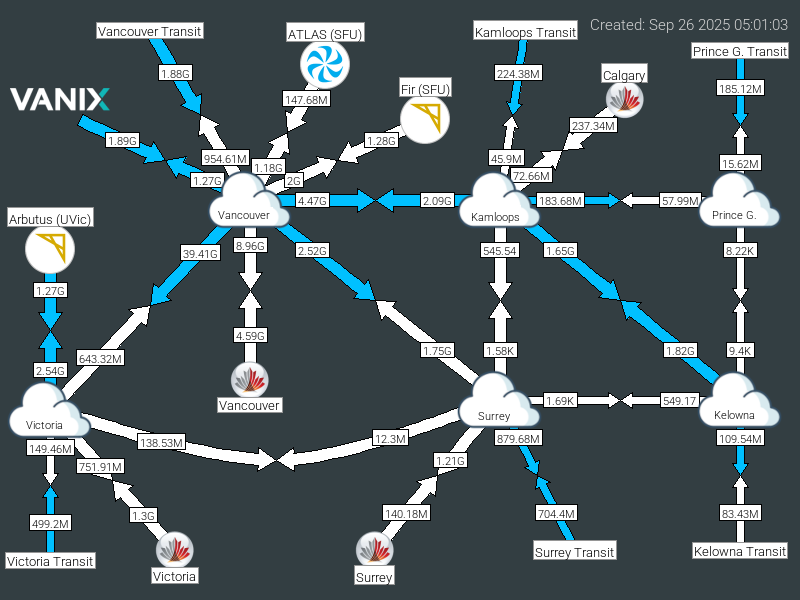 Created: Sep 26 2025 05:01:03
Vancouver Transit
ATLAS (SFU)
Kamloops Transit
Prince G. Transit
1.88G
147.68M
224.38M
Calgary
185.12M
Fir (SFU)
VANIX
237.34M
1.89G
954.61M
1.28G
45.9M
15.62M
1.18G
1.27G
2G
72.66M
4.47G
2.09G
183.68M
57.99M
Arbutus (UVic)
Vancouver
Kamloops
Prince G.
39.41G
8.96G
2.52G
545.54
1.65G
8.22K
1.27G
4.59G
643.32M
1.75G
1.58K
1.82G
9.4K
2.54G
Vancouver
1.69K
549.17
Victoria
Surrey
Kelowna
138.53M
12.3M
879.68M
109.54M
149.46M
751.91M
1.21G
499.2M
1.3G
140.18M
704.4M
83.43M
Victoria Transit
Victoria
Surrey
Surrey Transit
Kelowna Transit